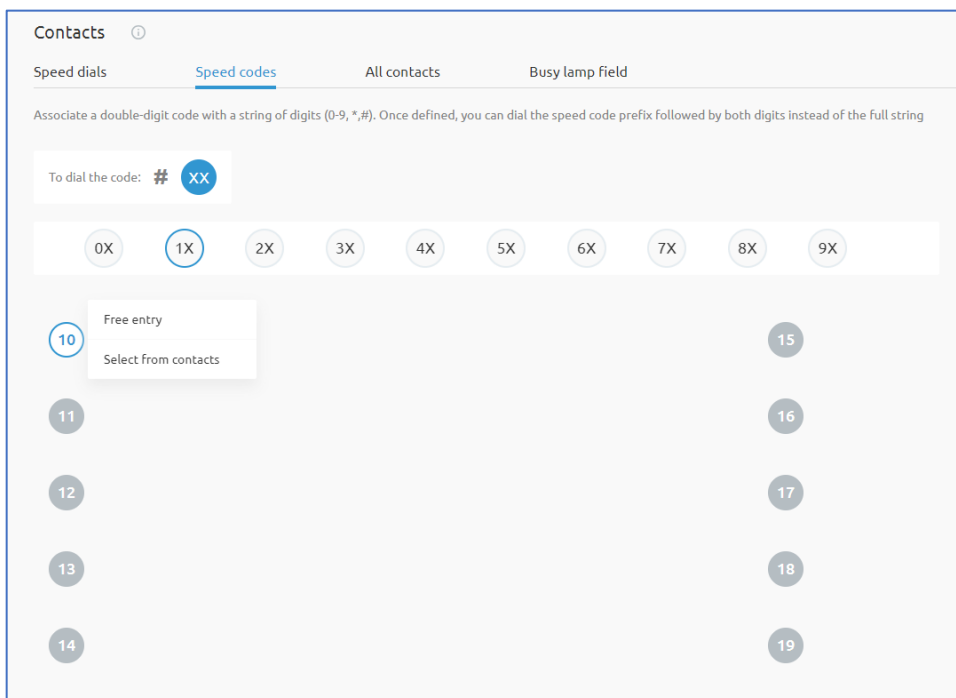 Contacts
Speed dials Speed codes All contacts Busy lamp field
Associate a double-digit code with a string of digits (0-9, *,#). Once defined, you can dial the speed code prefix followed by both digits instead of the full string
To dial the code: # XX
0X 1X 2X 3X 4X 5X 6X 7X 8X 9X
Free entry
10 15
Select from contacts
11 16
12 17
13 18
14 19